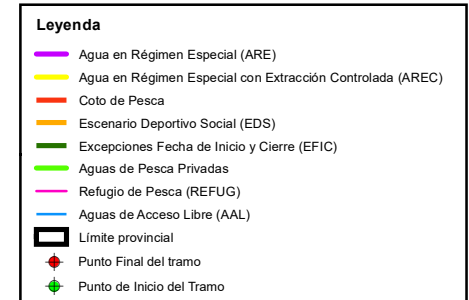 Leyenda
Agua en Régimen Especial (ARE)
Agua en Régimen Especial con Extracción Controlada (AREC)
Coto de Pesca
Escenario Deportivo Social (EDS)
Excepciones Fecha de Inicio y Cierre (EFIC)
Aguas de Pesca Privadas
Refugio de Pesca (REFUG)
Aguas de Acceso Libre (AAL)
Límite provincial
Punto Final del tramo
Punto de Inicio del Tramo